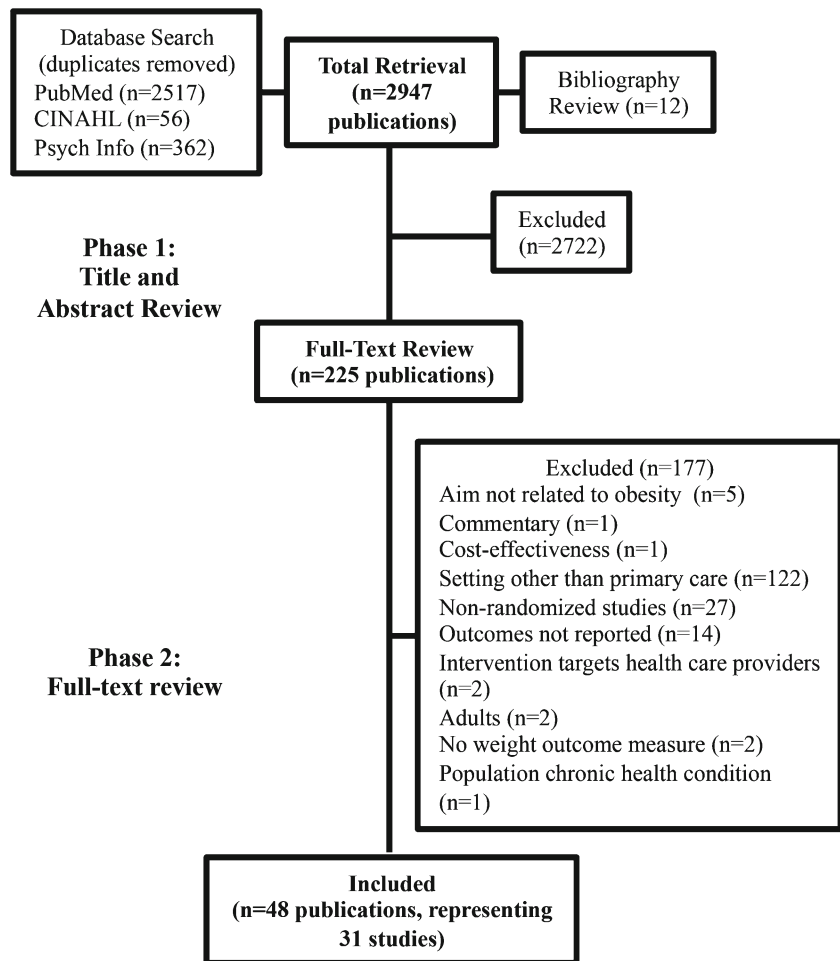 Database Search
(duplicates removed)
PubMed (n=2517)
CINAHL (n=56)
Psych Info (n=362)
Total Retrieval
(n=2947
publications)
Bibliography
Review (n=12)
Excluded
(n=2722)
Phase 1:
Title and
Abstract Review
Full-Text Review
(n=225 publications)
Excluded (n=177)
Aim not related to obesity (n=5)
Commentary (n=1)
Cost-effectiveness (n=1)
Setting other than primary care (n=122)
Non-randomized studies (n=27)
Outcomes not reported (n=14)
Intervention targets health care providers
(n=2)
Adults (n=2)
No weight outcome measure (n=2)
Population chronic health condition
(n=1)
Phase 2:
Full-text review
Included
(n=48 publications, representing
31 studies)